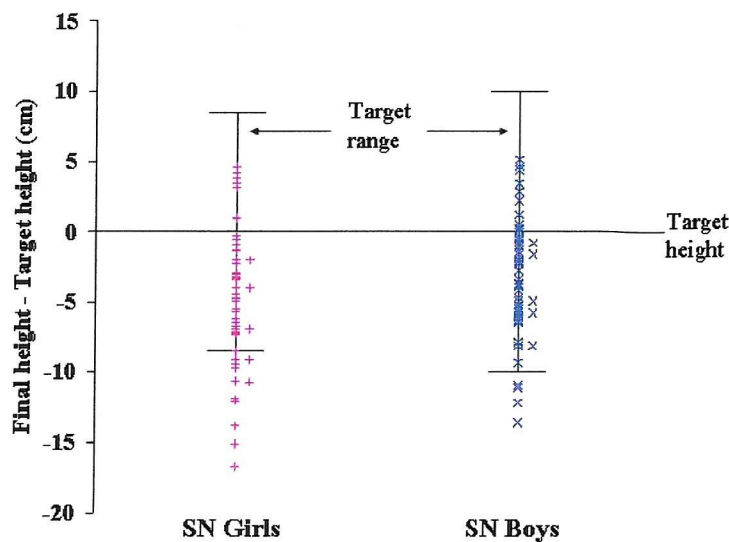 15
10
5
0
-5
-10
-15
-20
Final height - Target height (cm)
Target
range
Target
height
SN Girls
SN Boys